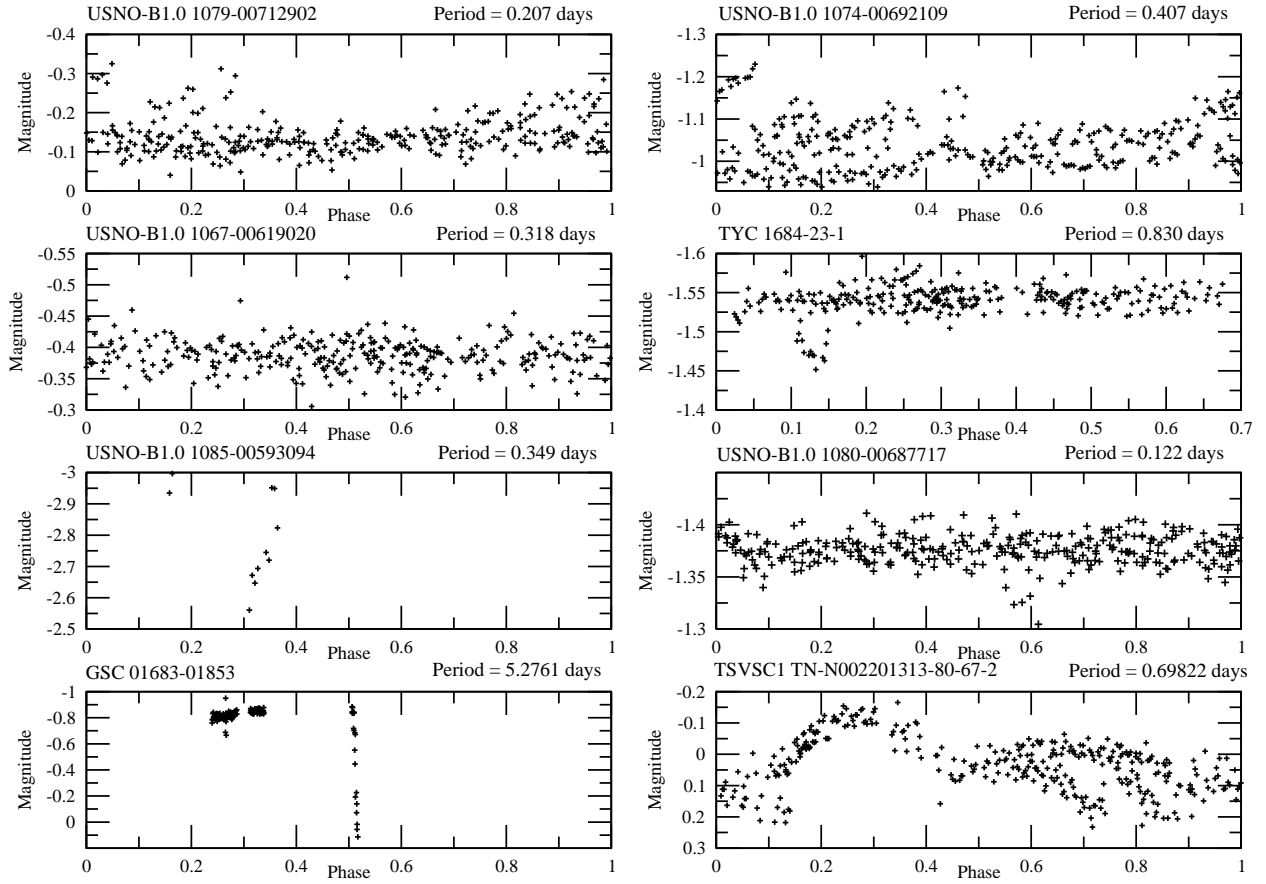 USNO-B1.0 1079-00712902 Period = 0.207 days
Magnitude
-0.4
-0.3
-0.2
-0.1
0
0 0.2 0.4 0.6 0.8 1
Phase
USNO-B1.0 1074-00692109 Period = 0.407 days
Magnitude
-1.3
-1.2
-1.1
-1
0 0.2 0.4 0.6 0.8 1
Phase
USNO-B1.0 1067-00619020 Period = 0.318 days
Magnitude
-0.55
-0.5
-0.45
-0.4
-0.35
-0.3
0 0.2 0.4 0.6 0.8 1
Phase
TYC 1684-23-1 Period = 0.830 days
Magnitude
-1.6
-1.55
-1.5
-1.45
-1.4
0 0.1 0.2 0.3 0.4 0.5 0.6 0.7
Phase
USNO-B1.0 1085-00593094 Period = 0.349 days
Magnitude
-3
-2.9
-2.8
-2.7
-2.6
-2.5
0 0.2 0.4 0.6 0.8 1
Phase
USNO-B1.0 1080-00687717 Period = 0.122 days
Magnitude
-1.4
-1.35
-1.3
0 0.2 0.4 0.6 0.8 1
Phase
GSC 01683-01853 Period = 5.2761 days
Magnitude
-1
-0.8
-0.6
-0.4
-0.2
0
0 0.2 0.4 0.6 0.8 1
Phase
TSVSC1 TN-N002201313-80-67-2 Period = 0.69822 days
Magnitude
-0.2
-0.1
0
0.1
0.2
0.3
0 0.2 0.4 0.6 0.8 1
Phase